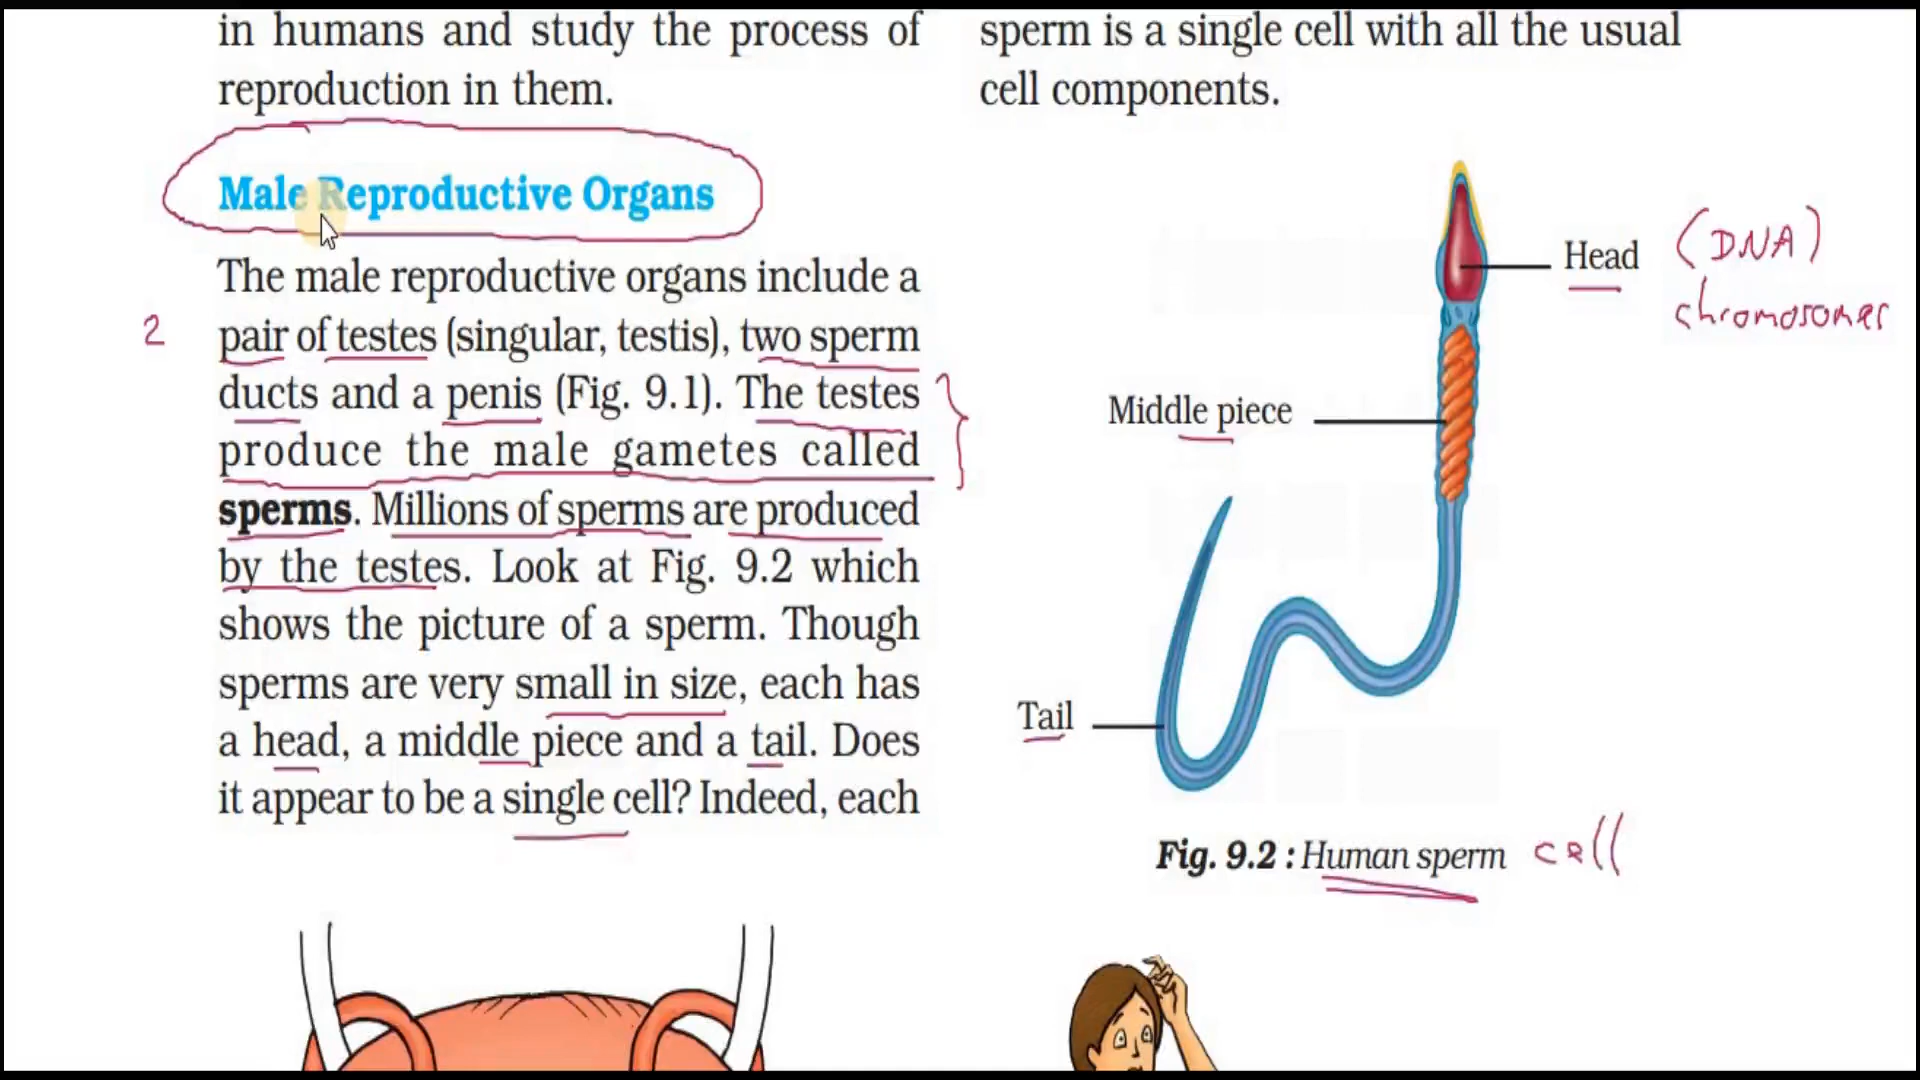 in humans and study the process of
reproduction in them.
Male Reproductive Organs
The male reproductive organs include a
2
pair of testes (singular, testis), two sperm
ducts and a penis (Fig. 9.1). The testes
produce the male gametes called
sperms. Millions of sperms are produced
by the testes. Look at Fig. 9.2 which
shows the picture of a sperm. Though
sperms are very small in size, each has
a head, a middle piece and a tail. Does
it appear to be a single cell? Indeed, each
sperm is a single cell with all the usual
cell components.
Head (DNA)
chromosomes
Middle piece
Tail
Fig. 9.2 : Human sperm cell